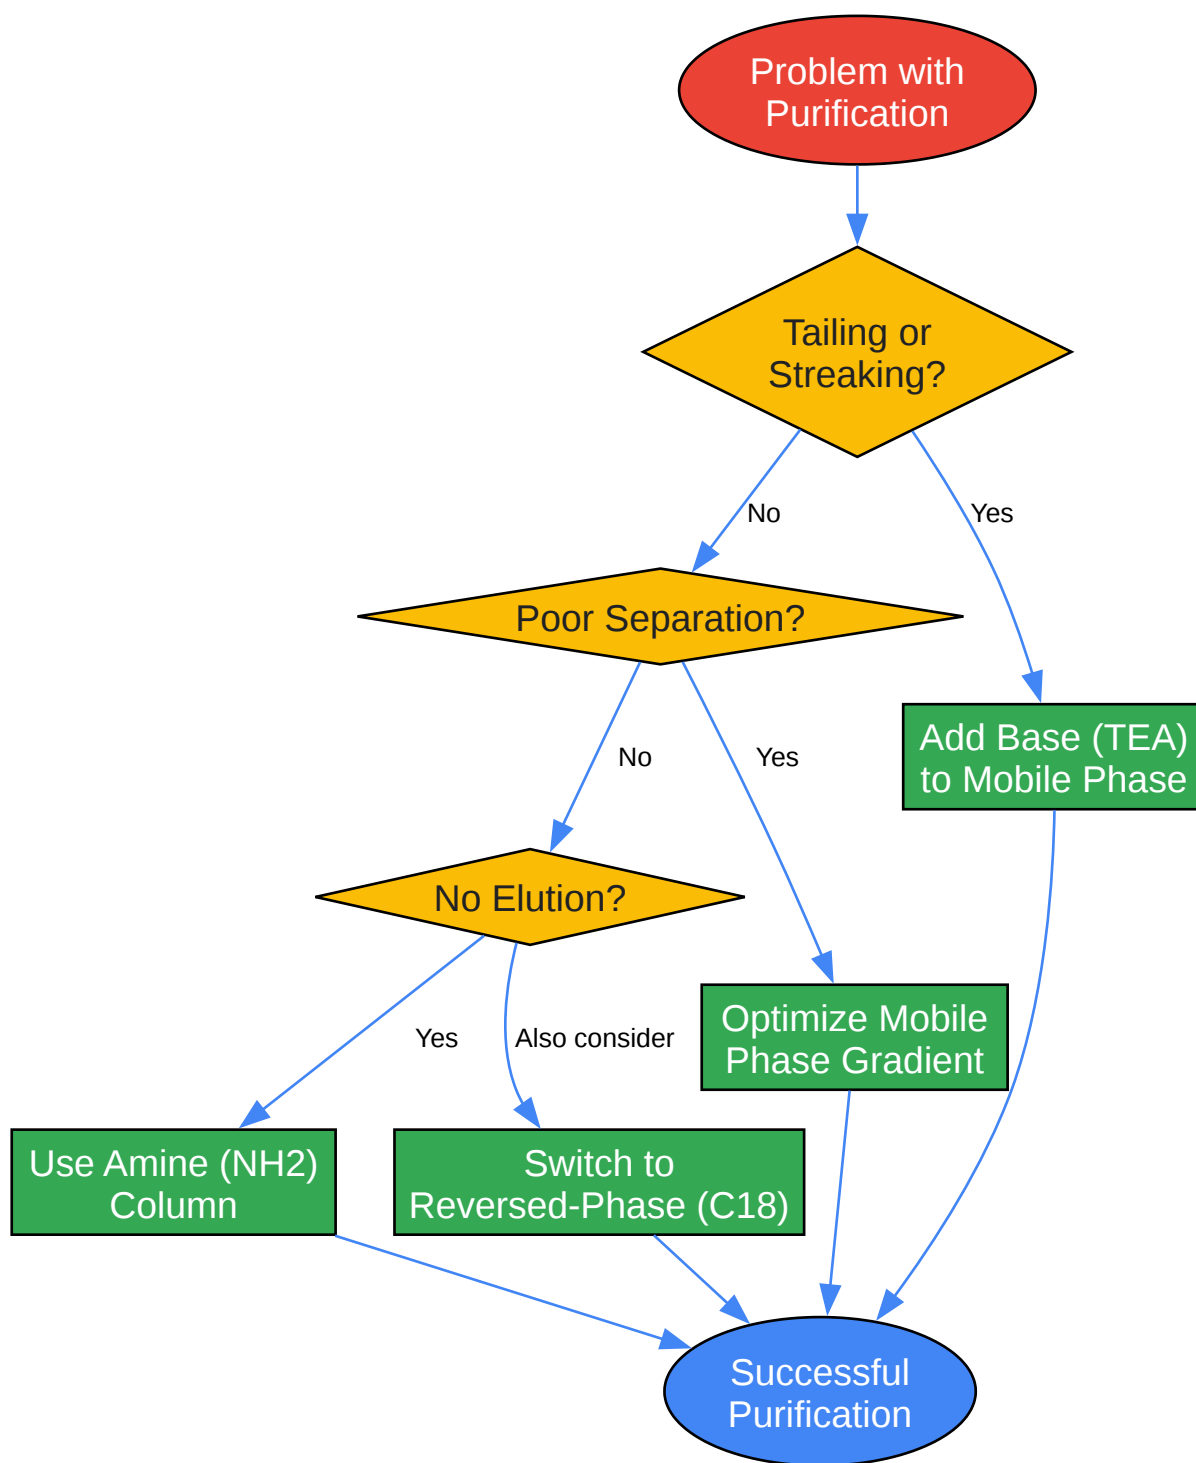 Problem with
Purification
Tailing or
Streaking?
No
Yes
Poor Separation?
Add Base (TEA)
to Mobile Phase
No
Yes
No Elution?
Optimize Mobile
Phase Gradient
Yes
Also consider
Use Amine (NH2)
Column
Switch to
Reversed-Phase (C18)
Successful
Purification